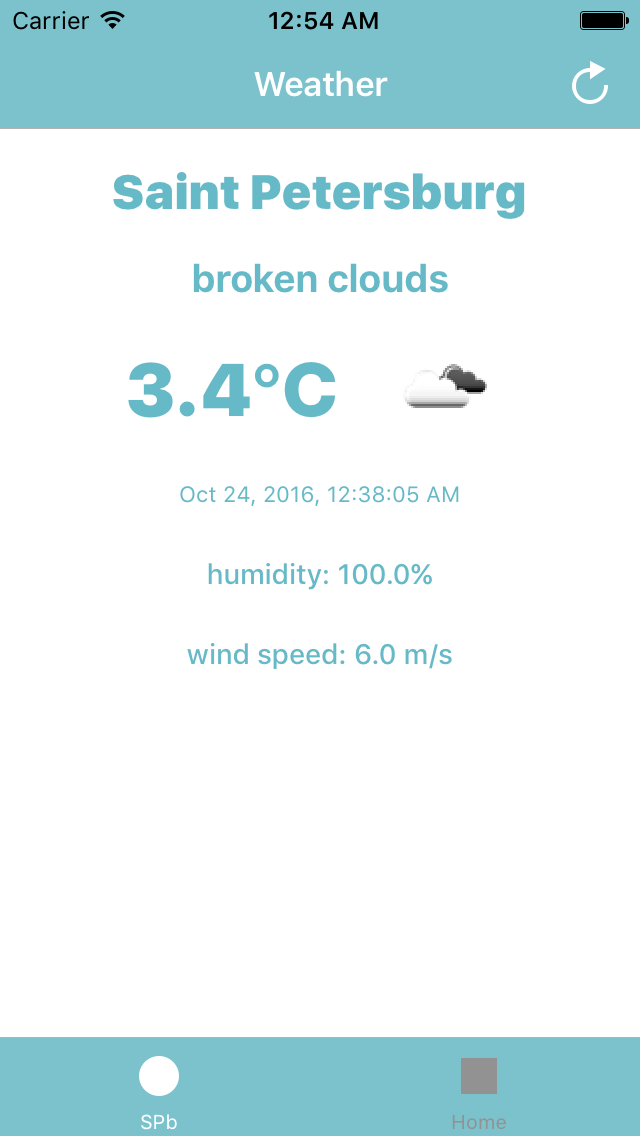 Carrier 12:54 AM
Weather
Saint Petersburg
broken clouds
3.4°C
Oct 24, 2016, 12:38:05 AM
humidity: 100.0%
wind speed: 6.0 m/s
SPb Home